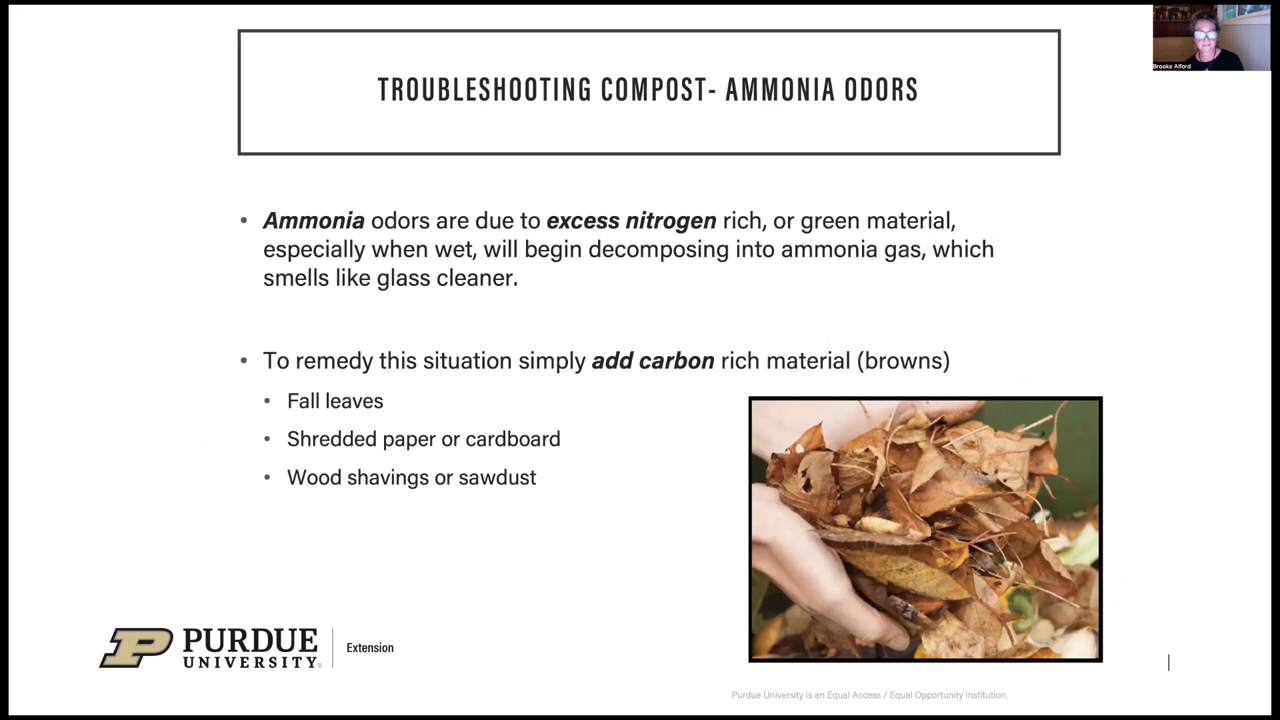 Brooke Alford
TROUBLESHOOTING COMPOST- AMMONIA ODORS
• Ammonia odors are due to excess nitrogen rich, or green material,
especially when wet, will begin decomposing into ammonia gas, which
smells like glass cleaner.
• To remedy this situation simply add carbon rich material (browns)
• Fall leaves
• Shredded paper or cardboard
• Wood shavings or sawdust
P PURDUE
UNIVERSITY®
Extension
Purdue University is an Equal Access / Equal Opportunity institution.